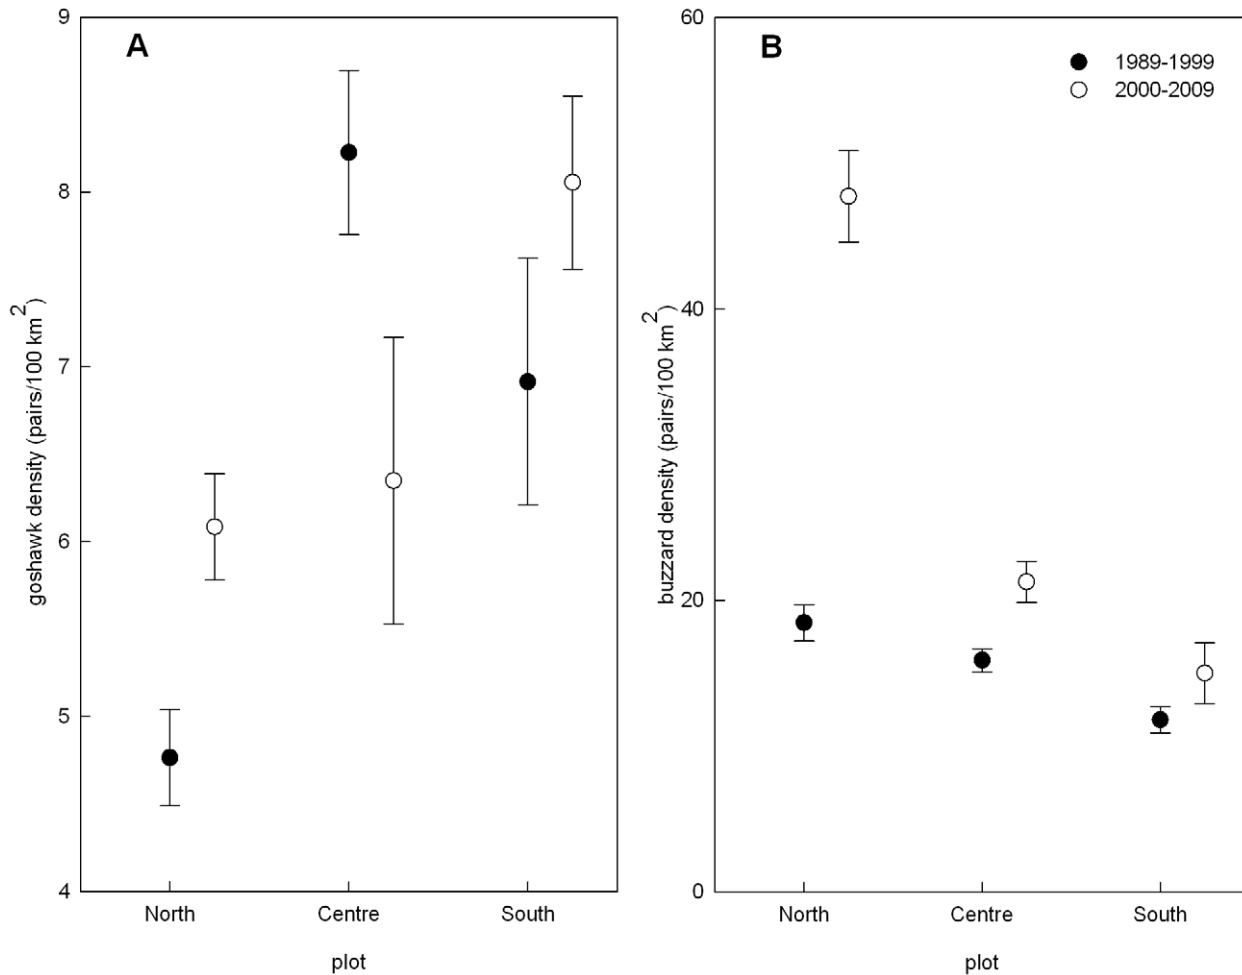 A
9
8
7
6
5
4
goshawk density (pairs/100 km2)
North Centre South
plot
B
1989-1999
2000-2009
60
40
20
0
buzzard density (pairs/100 km2)
North Centre South
plot